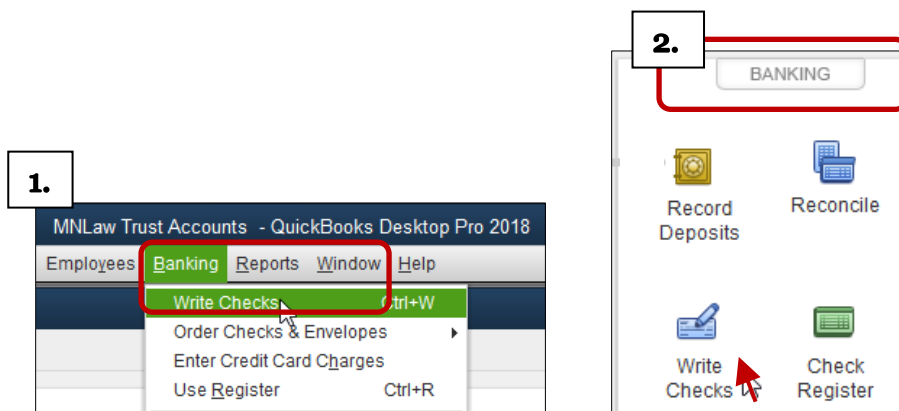 1.
MNLaw Trust Accounts - QuickBooks Desktop Pro 2018
Employees Banking Reports Window Help
Write Checks Ctrl+W
Order Checks & Envelopes
Enter Credit Card Charges
Use Register Ctrl+R
2.
BANKING
Record
Deposits
Reconcile
Write
Checks
Check
Register